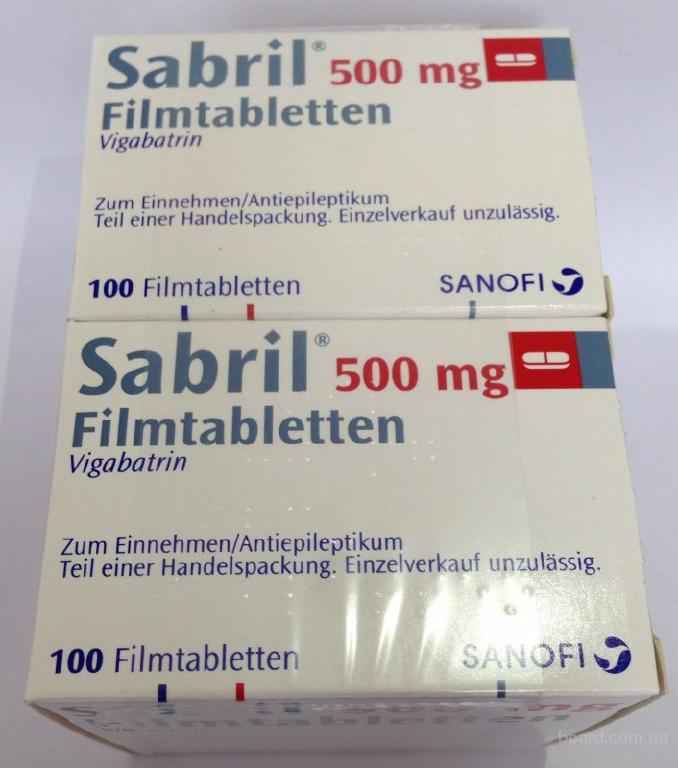 Sabril® 500 mg
Filmtabletten
Vigabatrin
Zum Einnehmen/Antiepileptikum
Teil einer Handelspackung. Einzelverkauf unzulässig.
100 Filmtabletten SANOFI
Sabril® 500 mg
Filmtabletten
Vigabatrin
Zum Einnehmen/Antiepileptikum
Teil einer Handelspackung. Einzelverkauf unzulässig.
100 Filmtabletten SANOFI
Filmtabletten